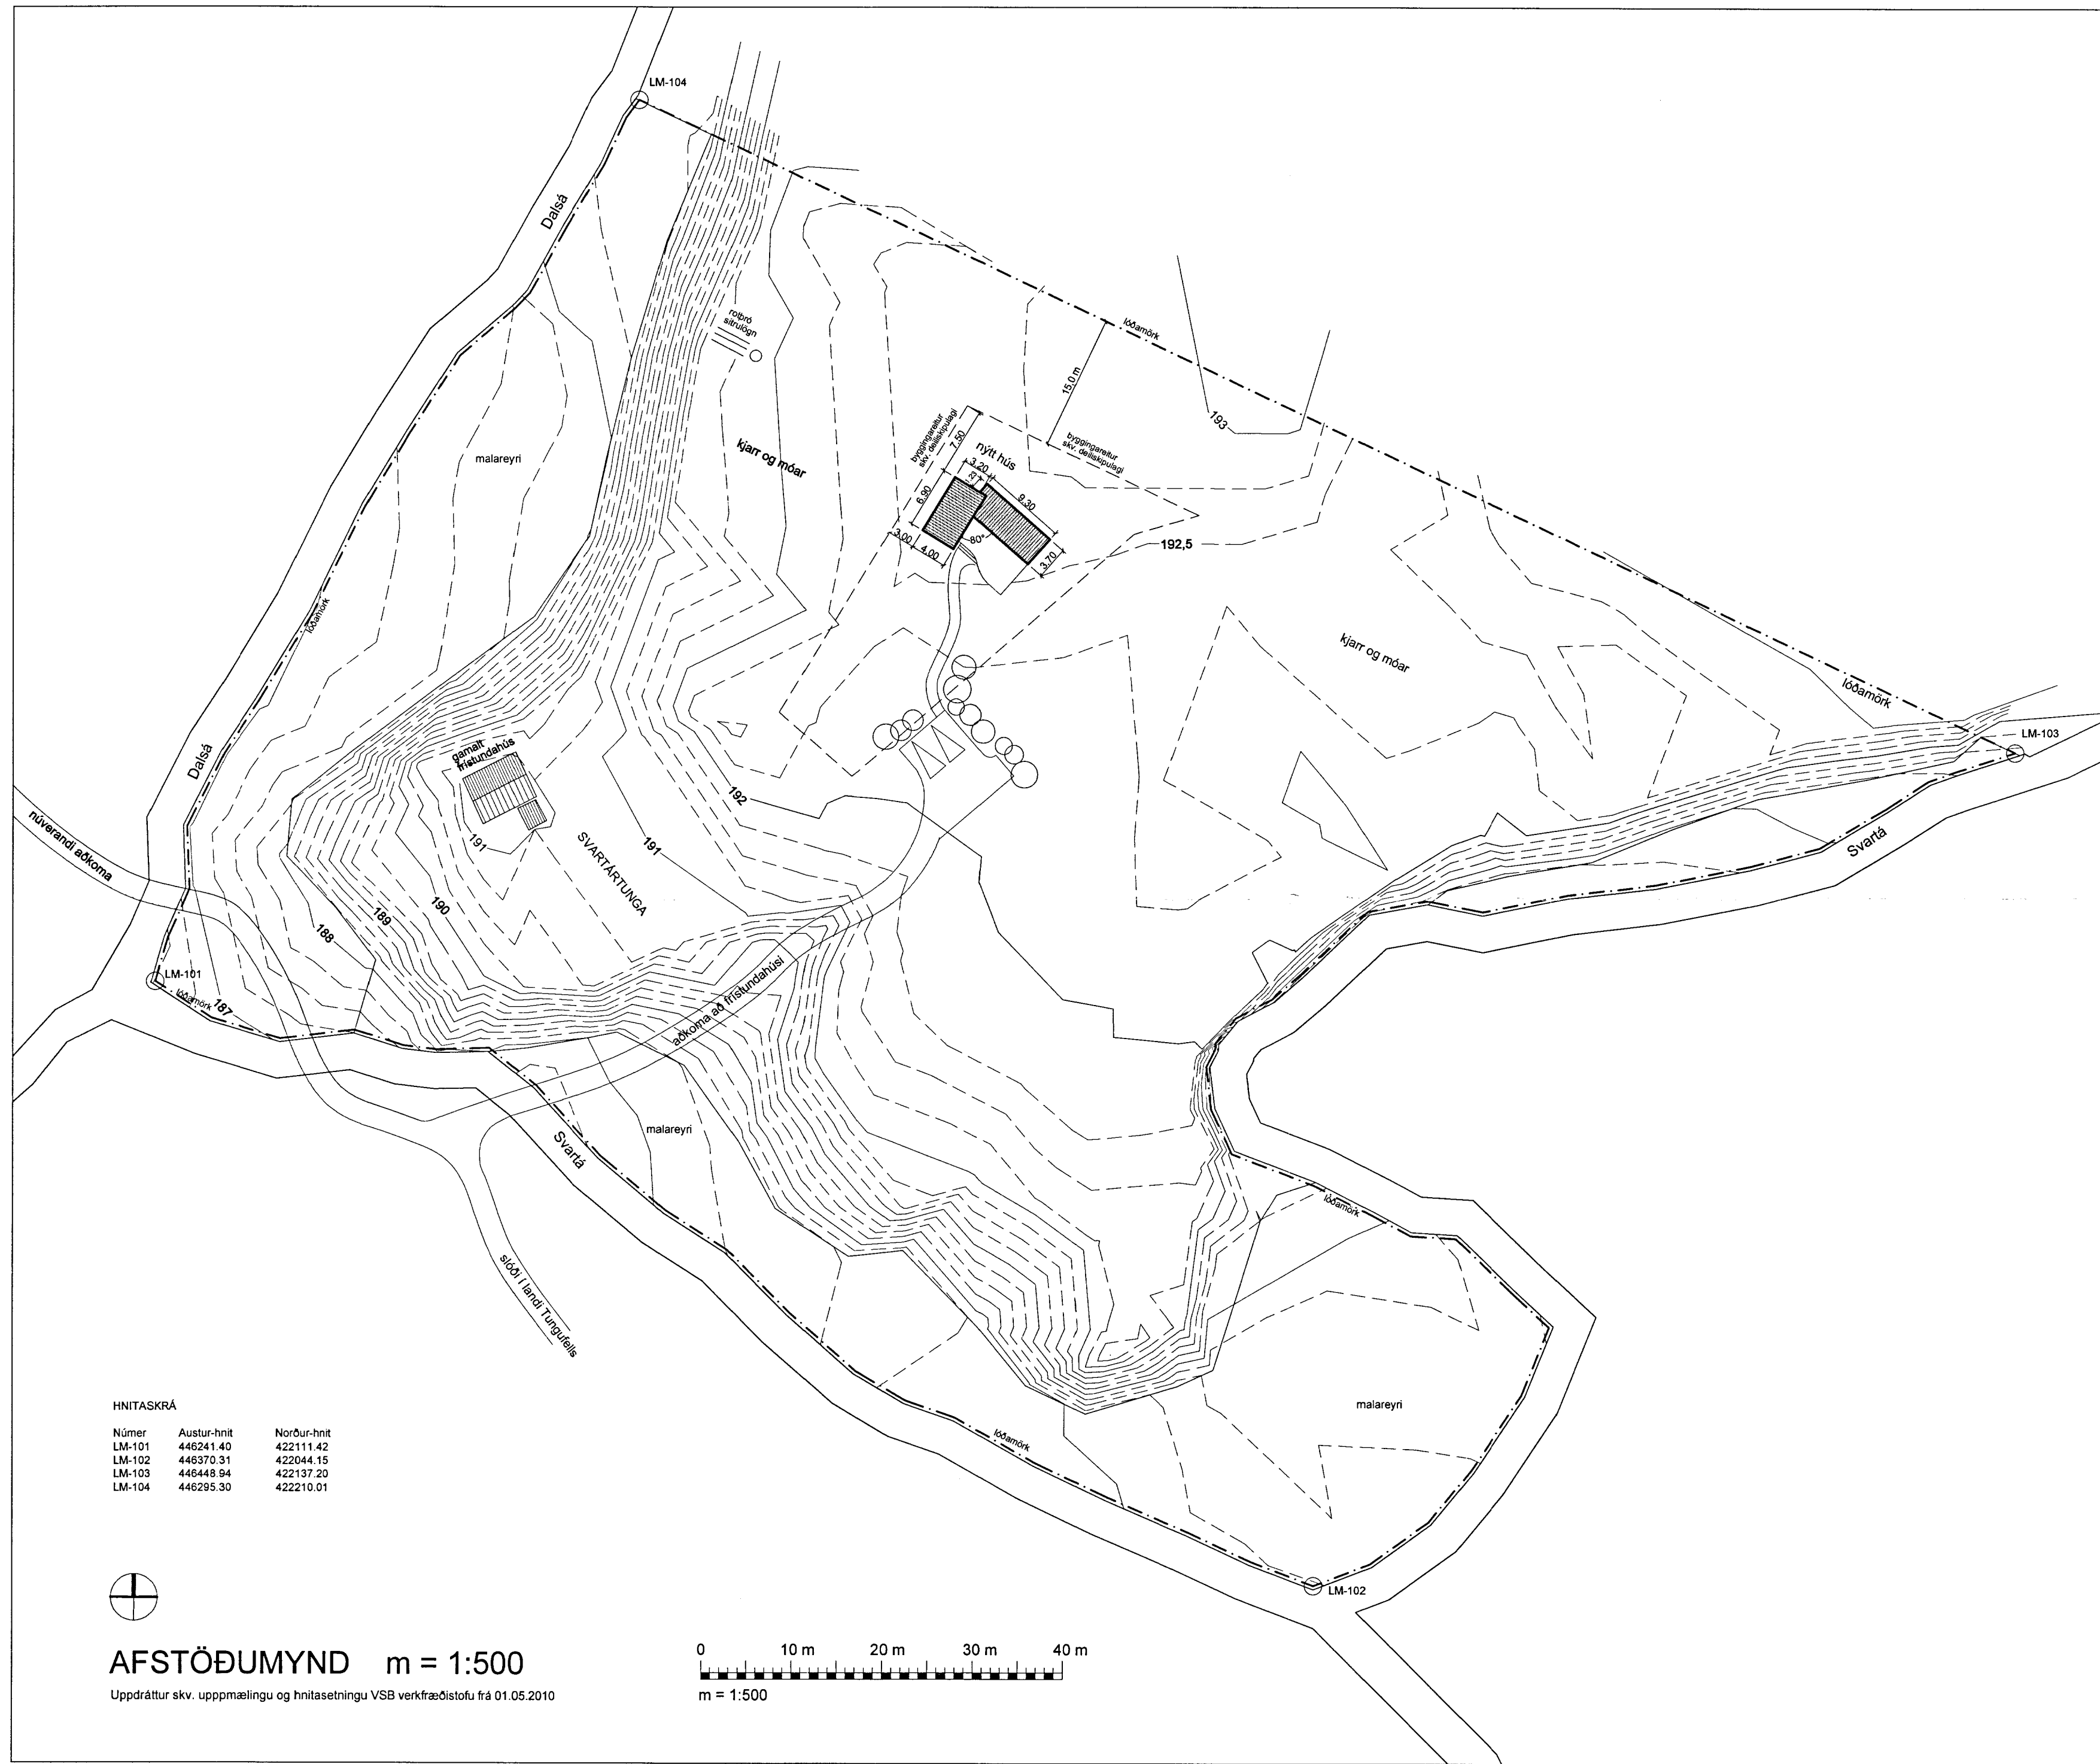 LM-104
Dalsá
rotþró
sitrulögn
lóðamörk
15,0 m
193
malareyri
kjarr og móar
byggingareitur
skv. deiliskipulagi
7,50
nýtt hús
3,20
byggingareitur
skv. deiliskipulagi
6,90
9,30
3,00
4,00
80°
3,70
192,5
lóðamörk
kjarr og móar
lóðamörk
LM-103
Dalsá
gamalt
frístundahús
núverandi aðkoma
191
192
191
SVARTÁRTUNGA
Svartá
190
189
188
LM-101
lóðamörk
187
aðkoma að frístundahúsi
malareyri
Svartá
lóðamörk
slóði í landi Tungufells
malareyri
lóðamörk
HNITASKRÁ
Númer Austur-hnit Norður-hnit
LM-101 446241.40 422111.42
LM-102 446370.31 422044.15
LM-103 446448.94 422137.20
LM-104 446295.30 422210.01
LM-102
AFSTÖÐUMYND m = 1:500
Uppdráttur skv. upppmælingu og hnitasetningu VSB verkfræðistofu frá 01.05.2010
0 10 m 20 m 30 m 40 m
m = 1:500